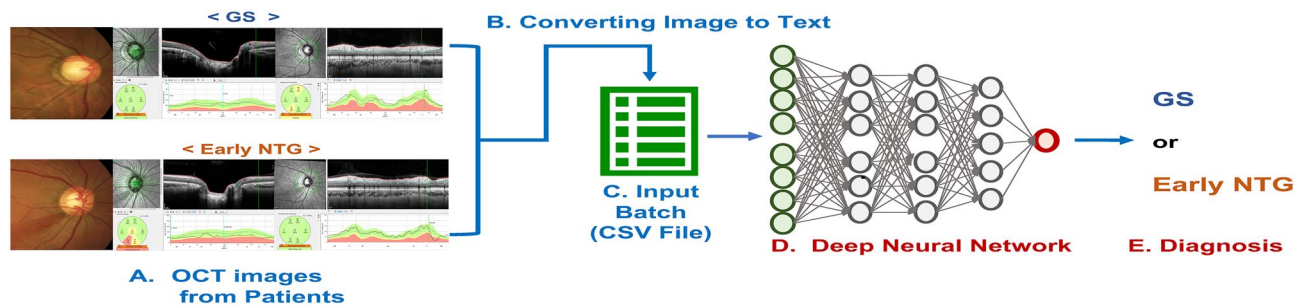 < GS >
B. Converting Image to Text
GS
or
Early NTG
< Early NTG >
C. Input
Batch
(CSV File)
D. Deep Neural Network
E. Diagnosis
A. OCT images
from Patients